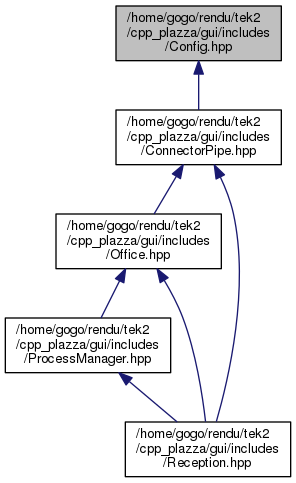 /home/gogo/rendu/tek2
/cpp_plazza/gui/includes
/Config.hpp
/home/gogo/rendu/tek2
/cpp_plazza/gui/includes
/ConnectorPipe.hpp
/home/gogo/rendu/tek2
/cpp_plazza/gui/includes
/Office.hpp
/home/gogo/rendu/tek2
/cpp_plazza/gui/includes
/ProcessManager.hpp
/home/gogo/rendu/tek2
/cpp_plazza/gui/includes
/Reception.hpp